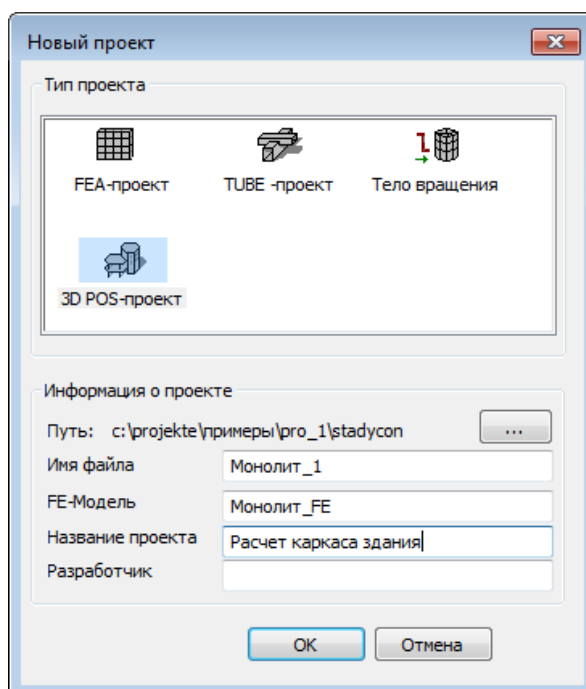 Новый проект
Тип проекта
FEA-проект TUBE -проект Тело вращения
3D POS-проект
Информация о проекте
Путь: c:\projekte\примеры\pro_1\stadycon ...
Имя файла Монолит_1
FE-Модель Монолит_FE
Название проекта Расчет каркаса здания
Разработчик
OK Отмена